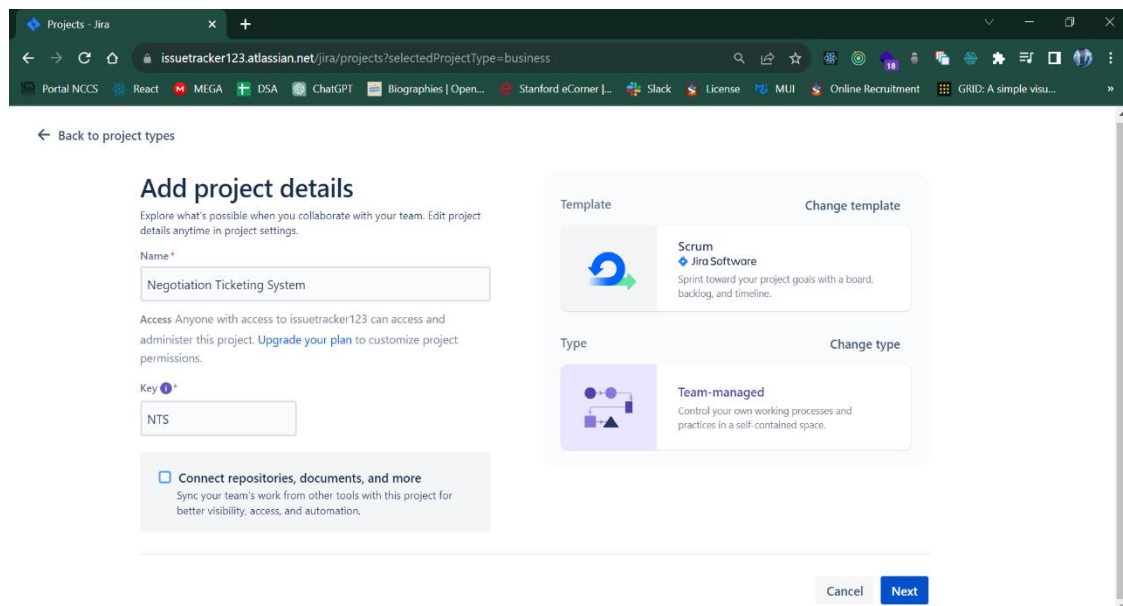 Projects - Jira
issuetracker123.atlassian.net/jira/projects?selectedProjectType=business
18
Portal NCCS React MEGA DSA ChatGPT Biographies | Open... Stanford eCorner |... Slack License MUI Online Recruitment GRID: A simple visu... »
Back to project types
Add project details
Explore what's possible when you collaborate with your team. Edit project
details anytime in project settings.
Name*
Negotiation Ticketing System
Access Anyone with access to issuetracker123 can access and
administer this project. Upgrade your plan to customize project
permissions.
Key *
NTS
Connect repositories, documents, and more
Sync your team's work from other tools with this project for
better visibility, access, and automation.
Template Change template
Scrum
Jira Software
Sprint toward your project goals with a board,
backlog, and timeline.
Type Change type
Team-managed
Control your own working processes and
practices in a self-contained space.
Cancel Next